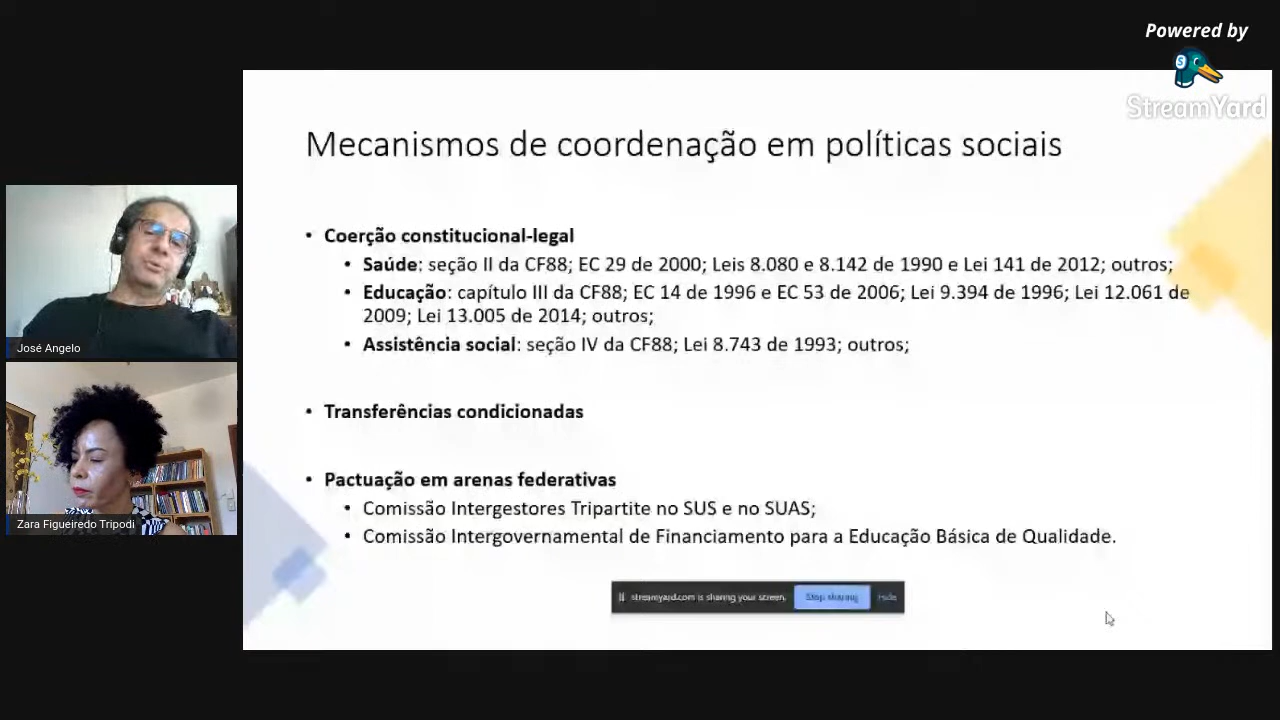 Powered by
StreamYard
Mecanismos de coordenação em políticas sociais
• Coerção constitucional-legal
• Saúde: seção II da CF88; EC 29 de 2000; Leis 8.080 e 8.142 de 1990 e Lei 141 de 2012; outros;
• Educação: capítulo III da CF88; EC 14 de 1996 e EC 53 de 2006; Lei 9.394 de 1996; Lei 12.061 de
2009; Lei 13.005 de 2014; outros;
• Assistência social: seção IV da CF88; Lei 8.743 de 1993; outros;
• Transferências condicionadas
• Pactuação em arenas federativas
• Comissão Intergestores Tripartite no SUS e no SUAS;
• Comissão Intergovernamental de Financiamento para a Educação Básica de Qualidade.
streamyard.com is sharing your screen. Stop sharing Hide
José Angelo
Zara Figueiredo Tripodi